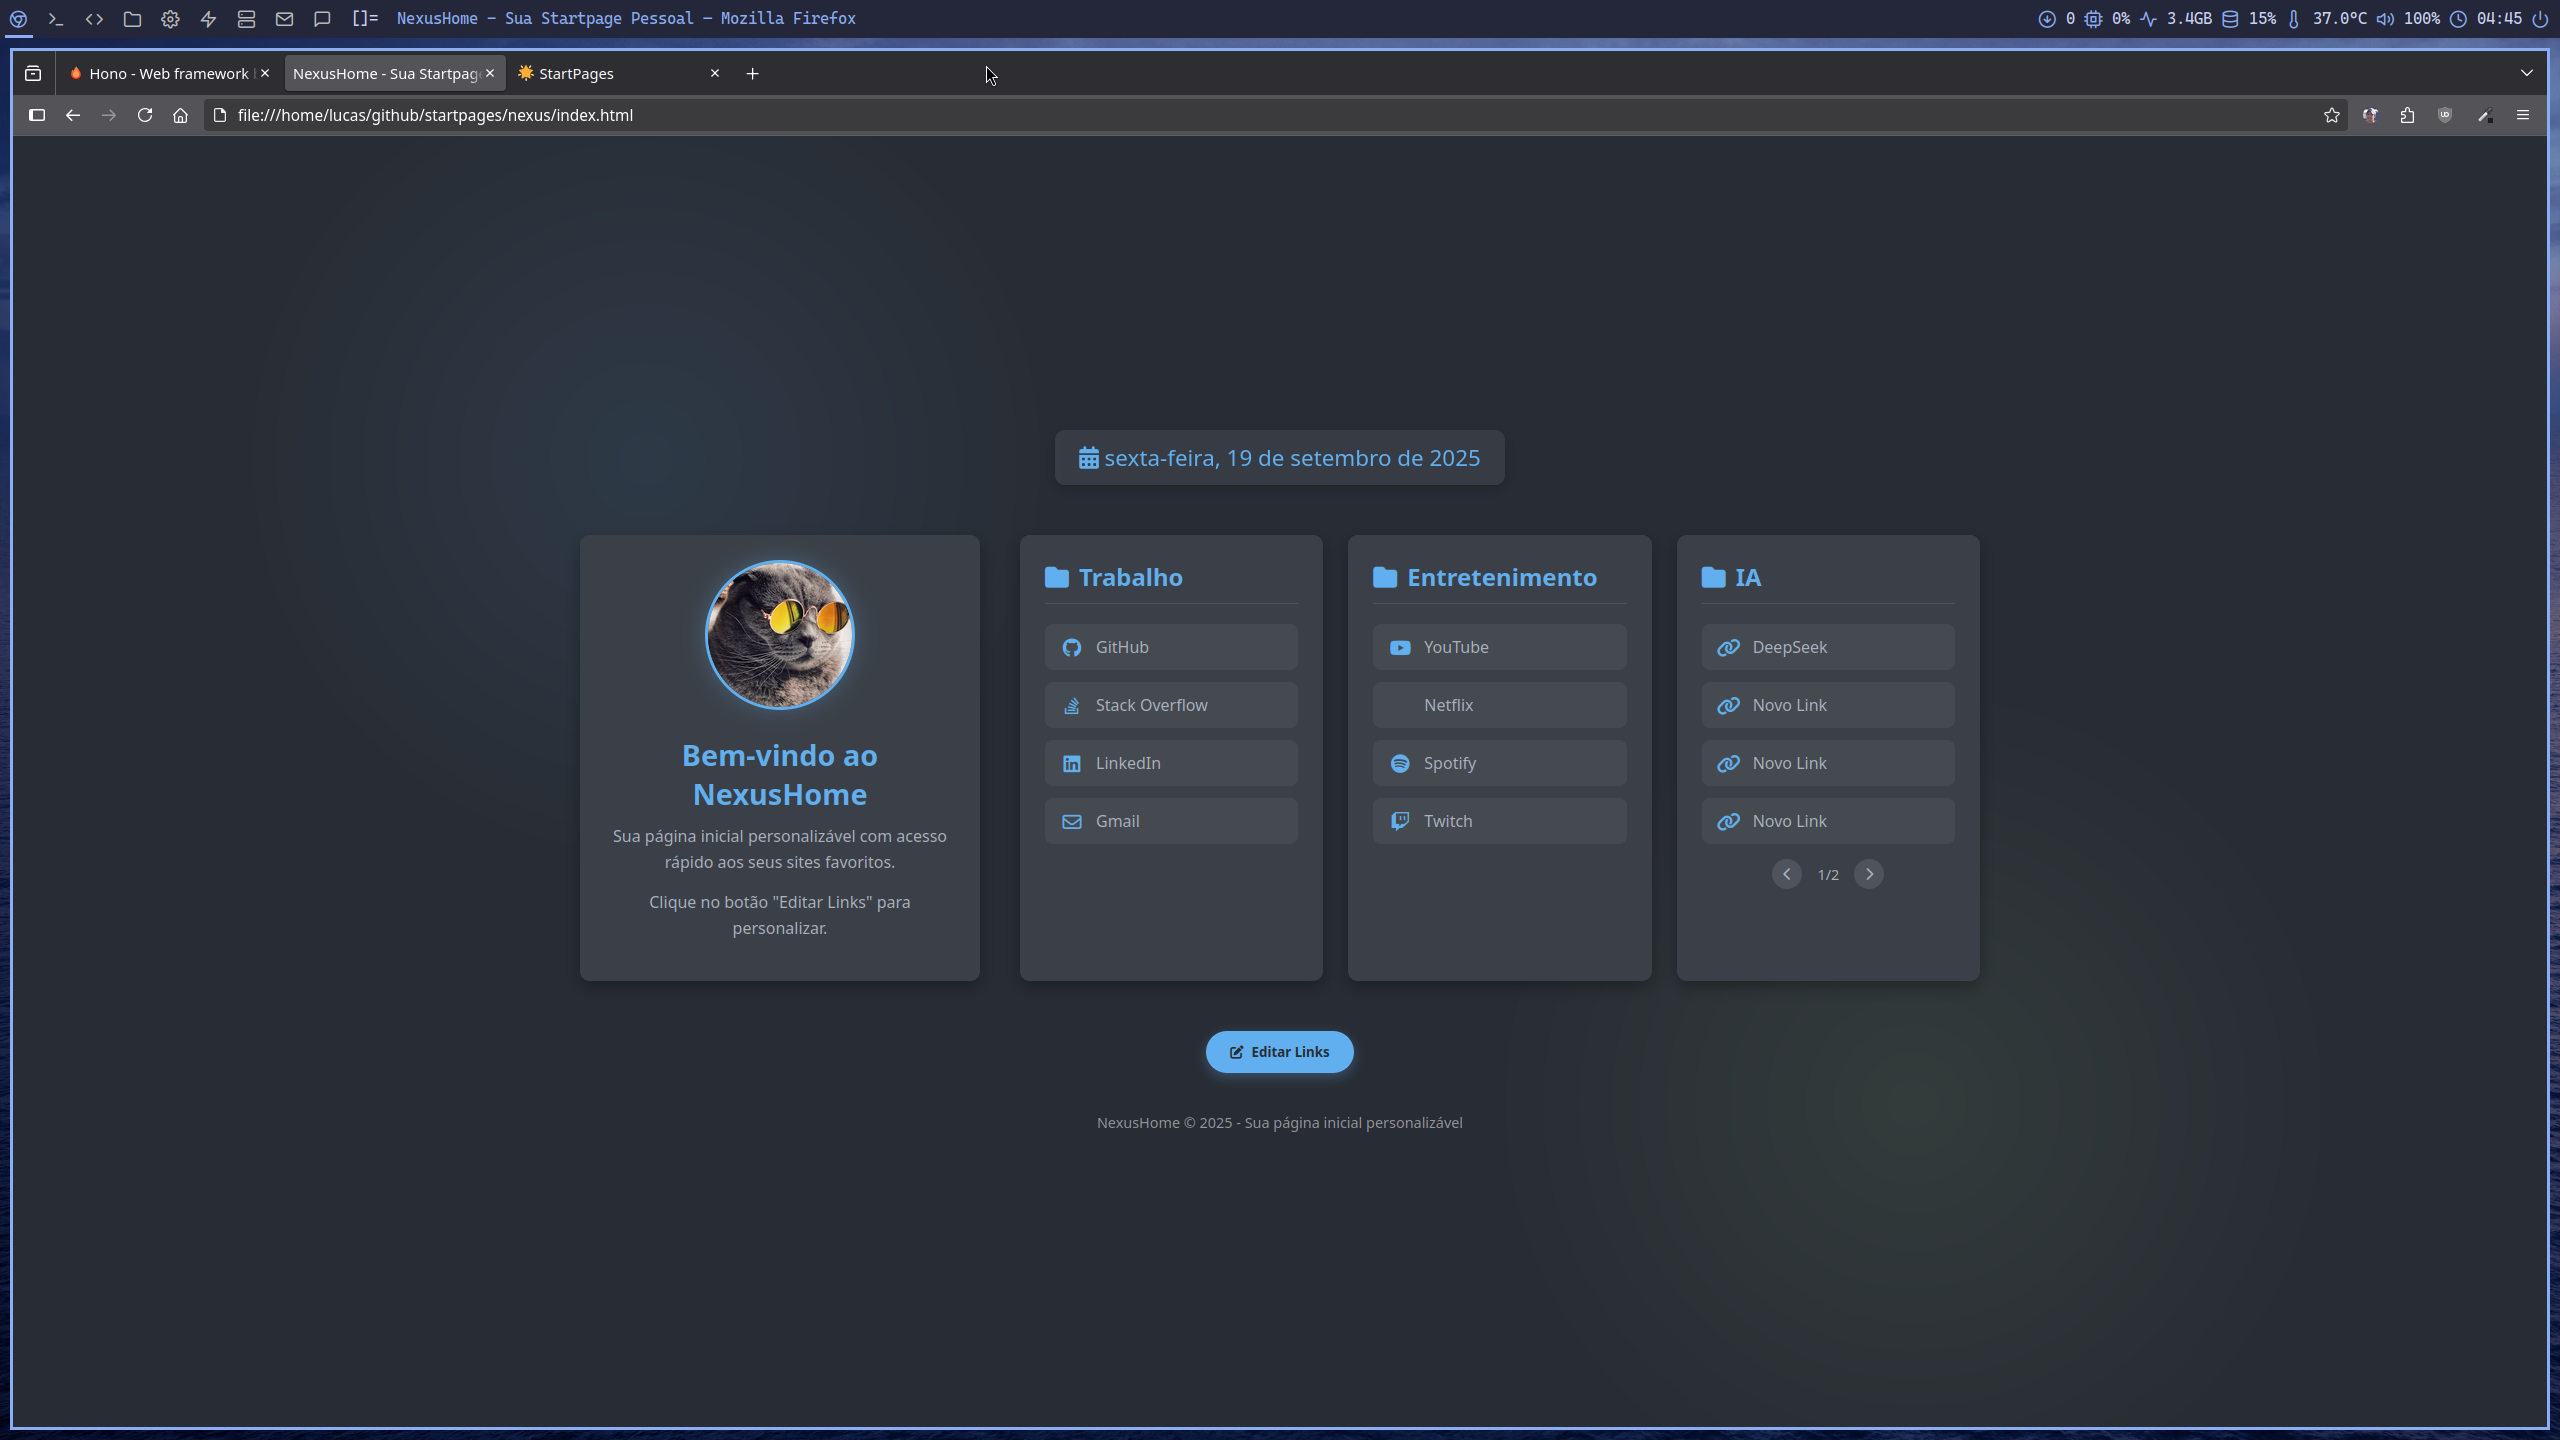 []= NexusHome — Sua Startpage Pessoal — Mozilla Firefox
0 0% 3.4GB 15% 37.0°C 100% 04:45
Hono - Web framework
NexusHome - Sua Startpag
StartPages
file:///home/lucas/github/startpages/nexus/index.html
sexta-feira, 19 de setembro de 2025
Bem-vindo ao
NexusHome
Sua página inicial personalizável com acesso
rápido aos seus sites favoritos.
Clique no botão "Editar Links" para
personalizar.
Trabalho
GitHub
Stack Overflow
LinkedIn
Gmail
Entretenimento
YouTube
Netflix
Spotify
Twitch
IA
DeepSeek
Novo Link
Novo Link
Novo Link
1/2
Editar Links
NexusHome © 2025 - Sua página inicial personalizável